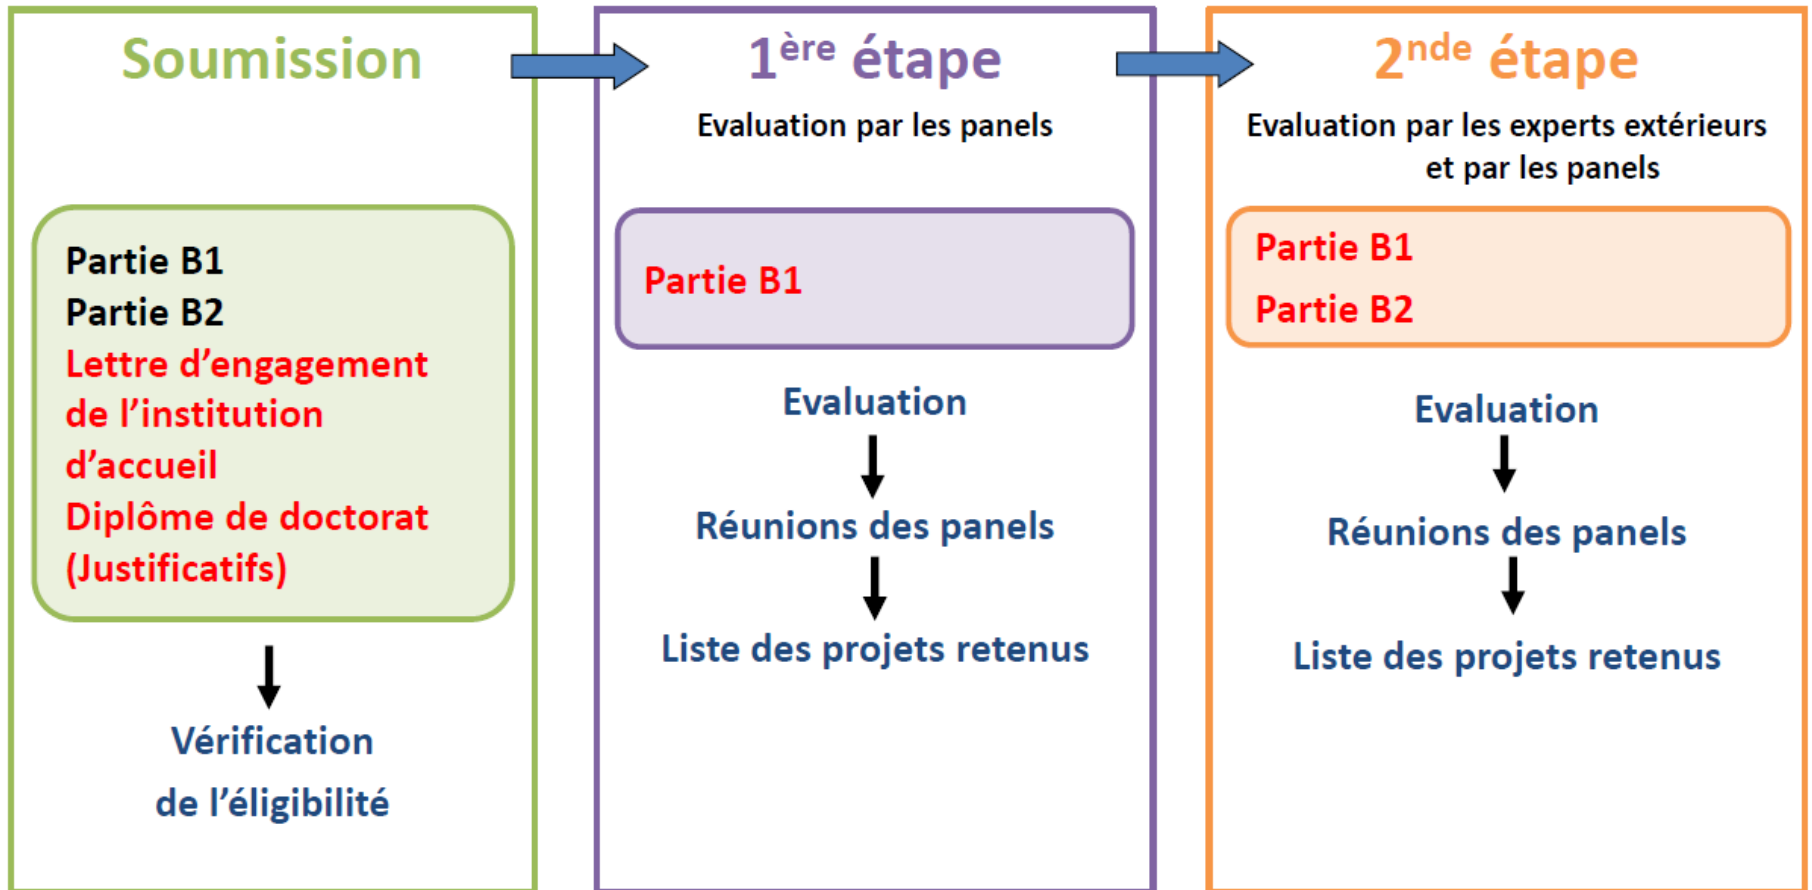 Soumission
Partie B1
Partie B2
Lettre d’engagement
de l’institution
d’accueil
Diplôme de doctorat
(Justificatifs)
Vérification
de l’éligibilité
1ère étape
Evaluation par les panels
Partie B1
Evaluation
Réunions des panels
Liste des projets retenus
2nde étape
Evaluation par les experts extérieurs
et par les panels
Partie B1
Partie B2
Evaluation
Réunions des panels
Liste des projets retenus